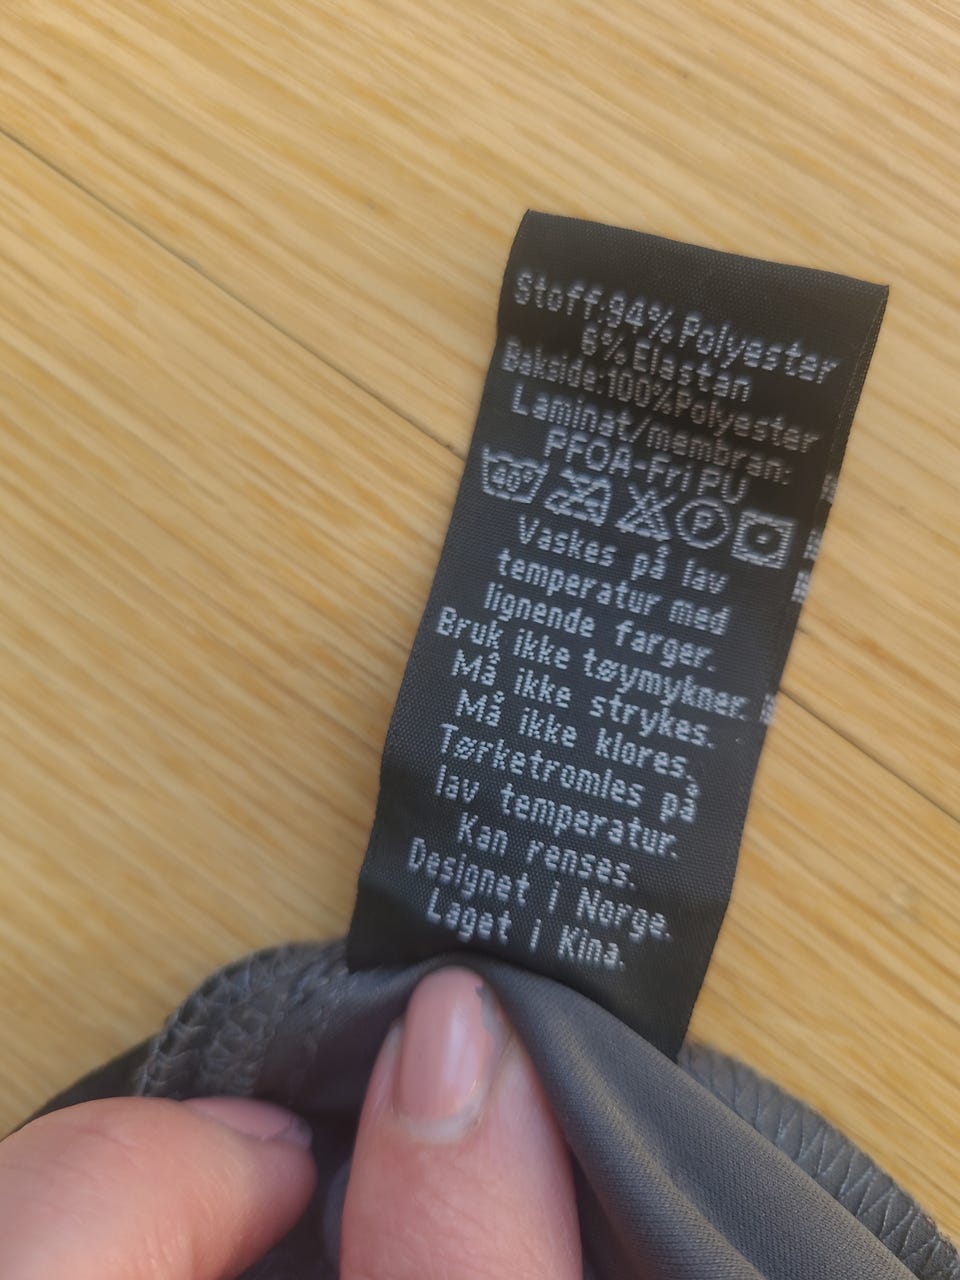 Stoff:94% Polyester
6% Elastan
Bakside:100%Polyester
Laminat/membran:
PFOA-Fri PU
40° P
Vaskes på lav
temperatur med
lignende farger.
Bruk ikke tøymykner.
Må ikke strykes.
Må ikke klores.
Tørketromles på
lav temperatur.
Kan renses.
Designet i Norge.
Laget i Kina.